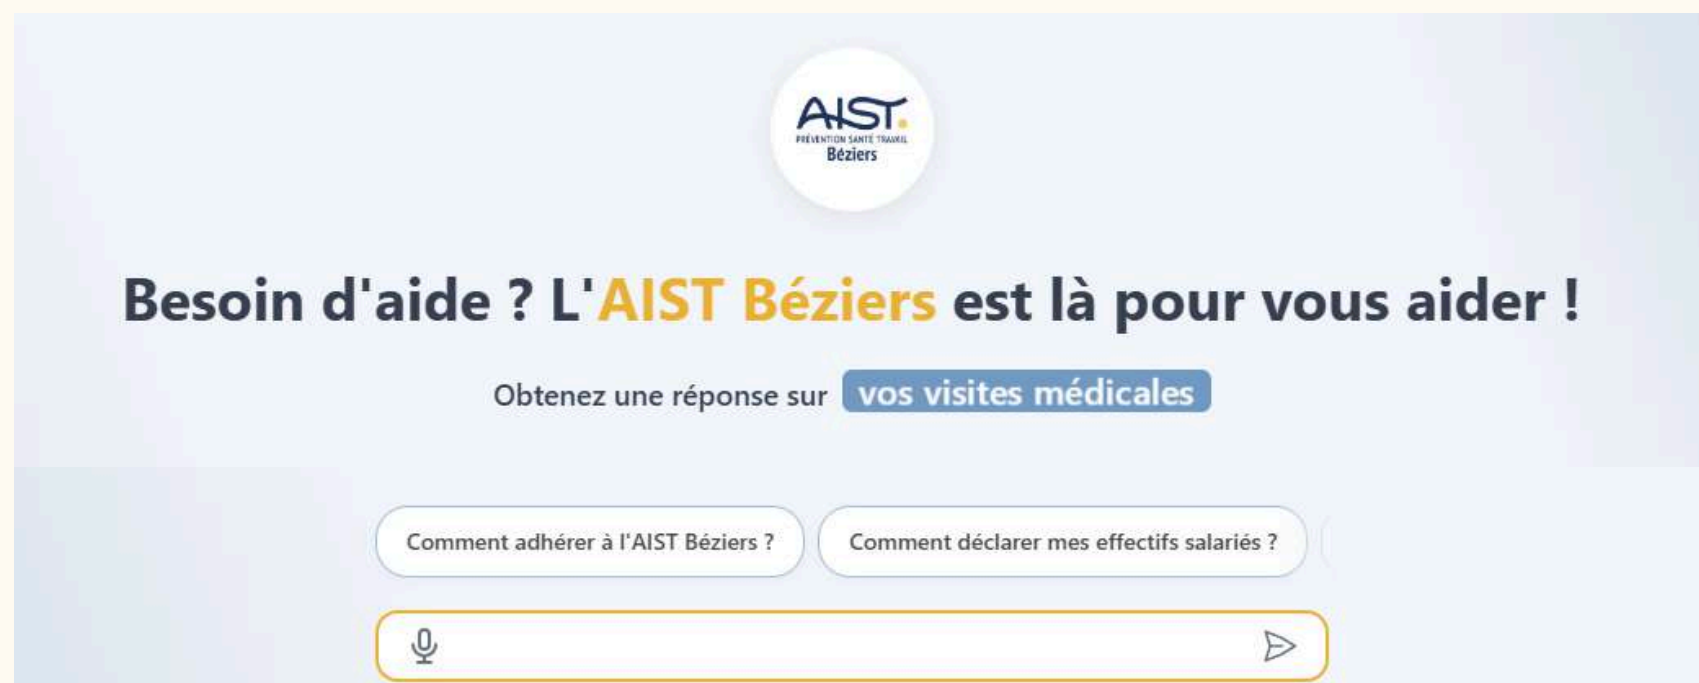 AIST.
PRÉVENTION SANTÉ TRAVAIL
Béziers
Besoin d'aide ? L'AIST Béziers est là pour vous aider !
Obtenez une réponse sur vos visites médicales
Comment adhérer à l'AIST Béziers ? Comment déclarer mes effectifs salariés ?